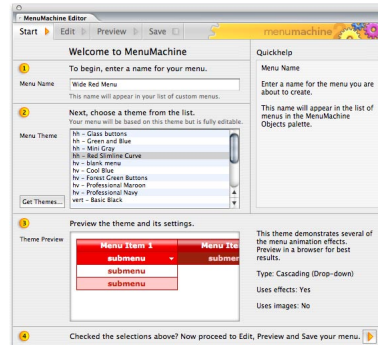 MenuMachine Editor
Start Edit Preview Save
menumachine
Welcome to MenuMachine
1 To begin, enter a name for your menu.
Menu Name Wide Red Menu
This name will appear in your list of custom menus.
2 Next, choose a theme from the list.
Your menu will be based on this theme but is fully editable.
Menu Theme
hh - Glass buttons
hh - Green and Blue
hh - Mini Gray
hh - Red Slimline Curve
hv - blank menu
hv - Cool Blue
hv - Forest Green Buttons
hv - Professional Maroon
hv - Professional Navy
vert - Basic Black
Get Themes...
3 Preview the theme and its settings.
Theme Preview
Menu Item 1 Menu Ite
submenu submen
submenu
submenu
Quickhelp
Menu Name
Enter a name for the menu you are
about to create.
This name will appear in the list of
menus in the MenuMachine
Objects palette.
This theme demonstrates several of
the menu animation effects.
Preview in a browser for best
results.
Type: Cascading (Drop-down)
Uses effects: Yes
Uses images: No
4 Checked the selections above? Now proceed to Edit, Preview and Save your menu.